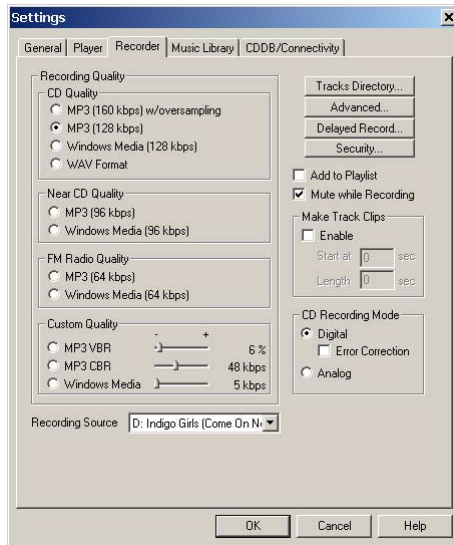 Settings
General Player Recorder Music Library CDDB/Connectivity
Recording Quality
CD Quality
MP3 (160 kbps) w/oversampling
MP3 (128 kbps)
Windows Media (128 kbps)
WAV Format
Near CD Quality
MP3 (96 kbps)
Windows Media (96 kbps)
FM Radio Quality
MP3 (64 kbps)
Windows Media (64 kbps)
Custom Quality
- +
MP3 VBR 6 %
MP3 CBR 48 kbps
Windows Media 5 kbps
Recording Source D: Indigo Girls (Come On N
Tracks Directory...
Advanced...
Delayed Record...
Security...
Add to Playlist
Mute while Recording
Make Track Clips
Enable
Start at 0 sec
Length 0 sec
CD Recording Mode
Digital
Error Correction
Analog
OK Cancel Help